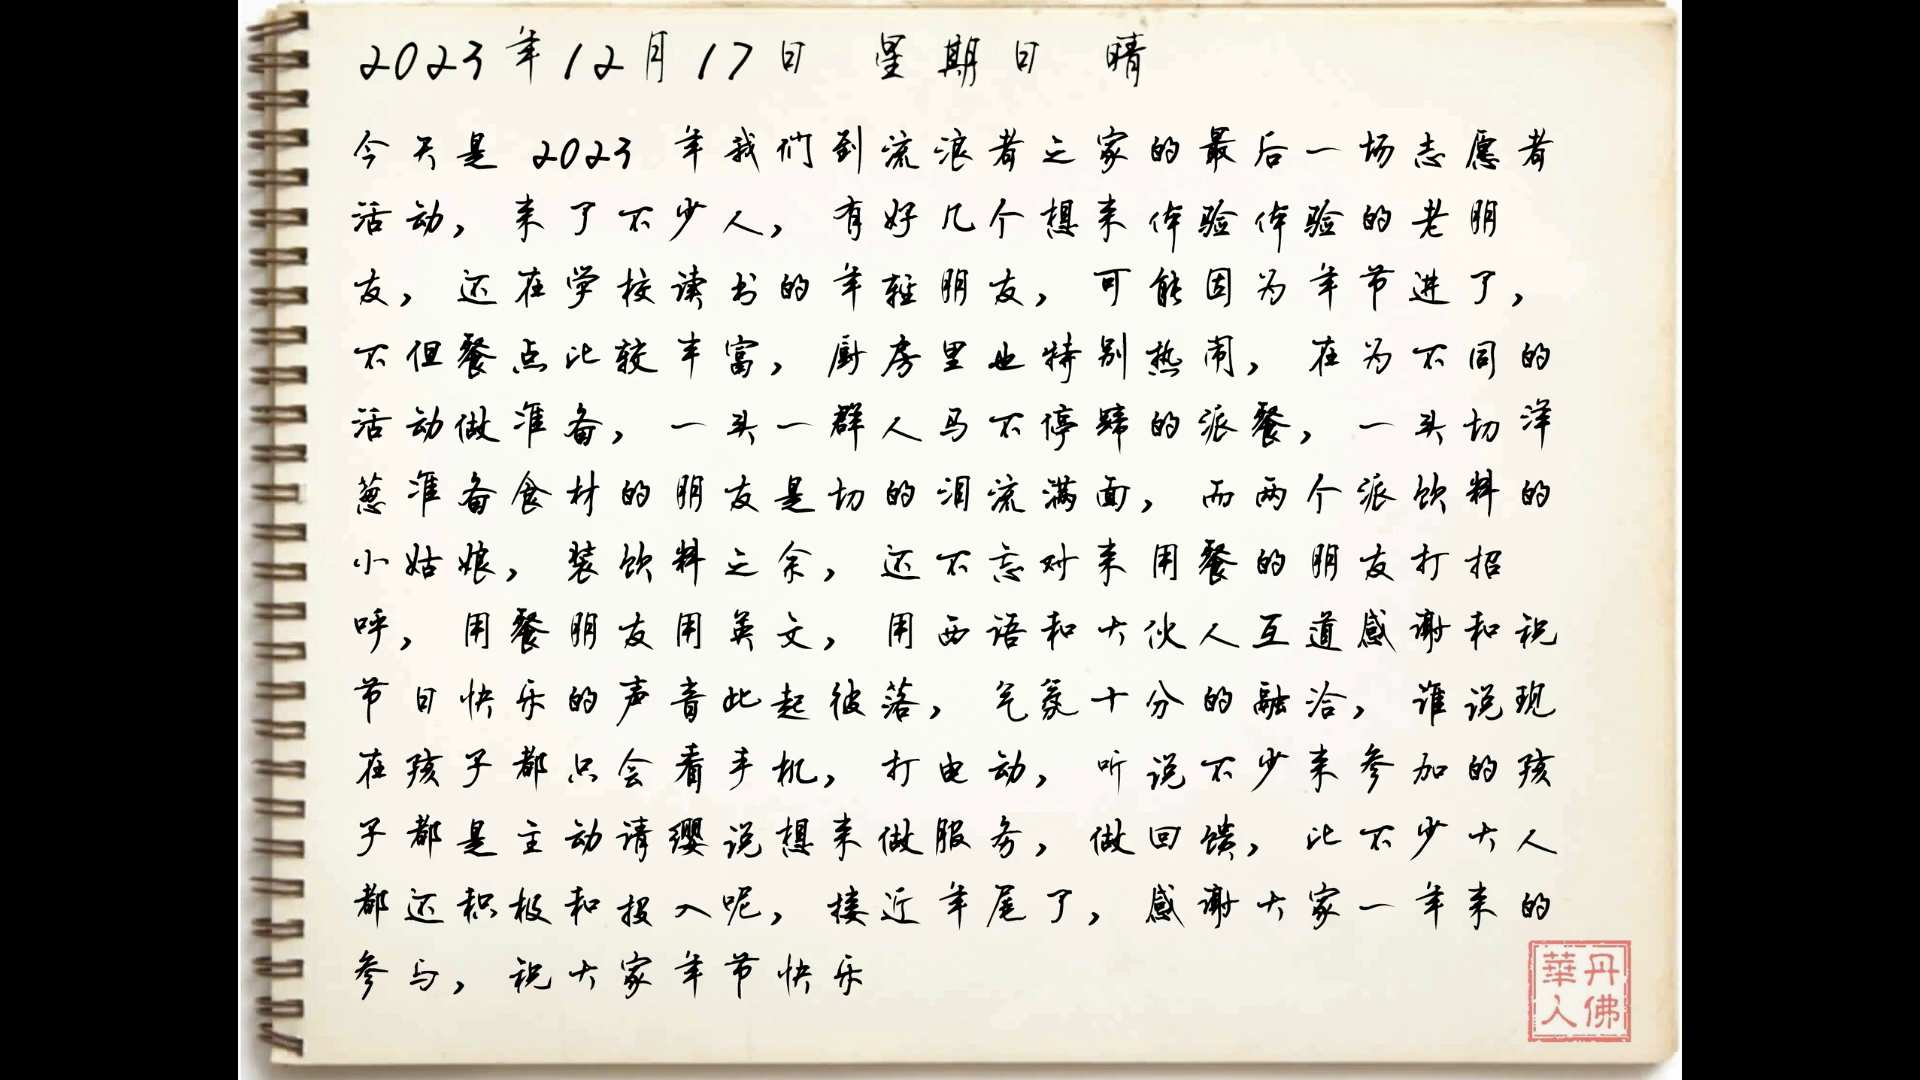 2023年12月17日 星期日 晴
今天是 2023 年我们到流浪者之家的最后一场志愿者
活动，来了不少人，有好几个想来体验体验的老朋
友，还在学校读书的年轻朋友，可能因为年节进了，
不但餐点比较丰富，厨房里也特别热闹，在为不同的
活动做准备，一头一群人马不停蹄的派餐，一头切洋
葱准备食材的朋友是切的泪流满面，而两个派饮料的
小姑娘，装饮料之余，还不忘对来用餐的朋友打招
呼，用餐朋友用英文，用西语和大伙人互道感谢和祝
节日快乐的声音此起彼落，气氛十分的融洽，谁说现
在孩子都只会看手机，打电动，听说不少来参加的孩
子都是主动请缨说想来做服务，做回馈，比不少大人
都还积极和投入呢，接近年尾了，感谢大家一年来的
参与，祝大家年节快乐
丹佛
華人